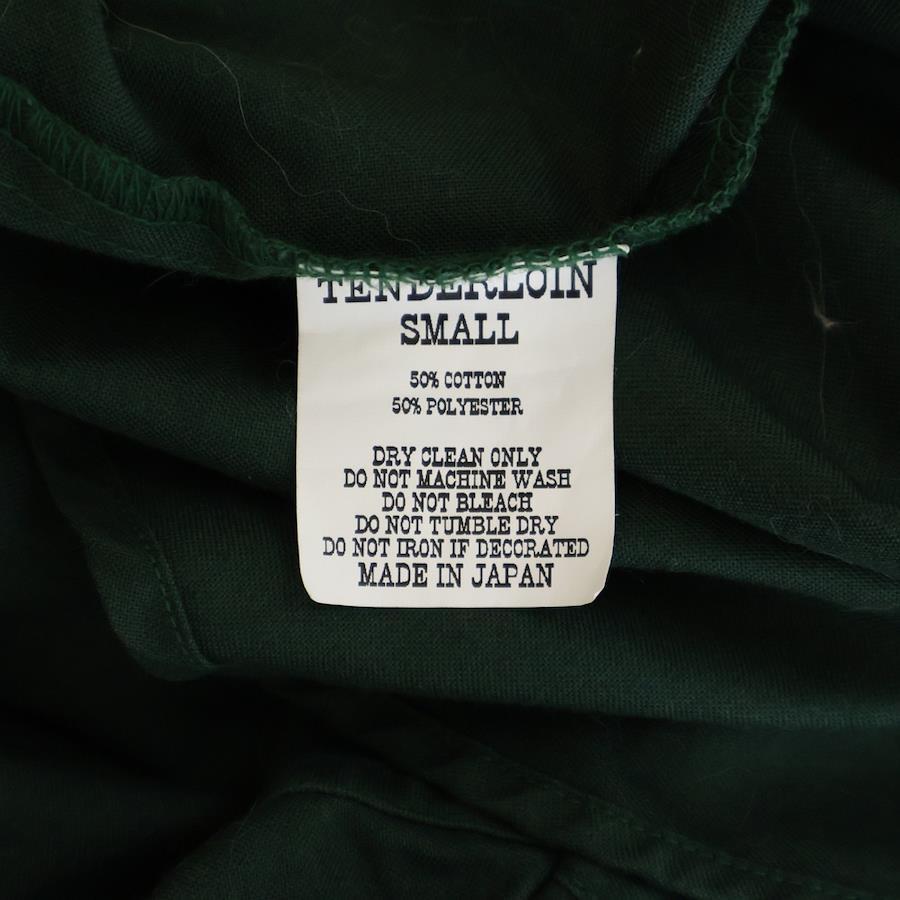 TENDERLOIN
SMALL
50% COTTON
50% POLYESTER
DRY CLEAN ONLY
DO NOT MACHINE WASH
DO NOT BLEACH
DO NOT TUMBLE DRY
DO NOT IRON IF DECORATED
MADE IN JAPAN